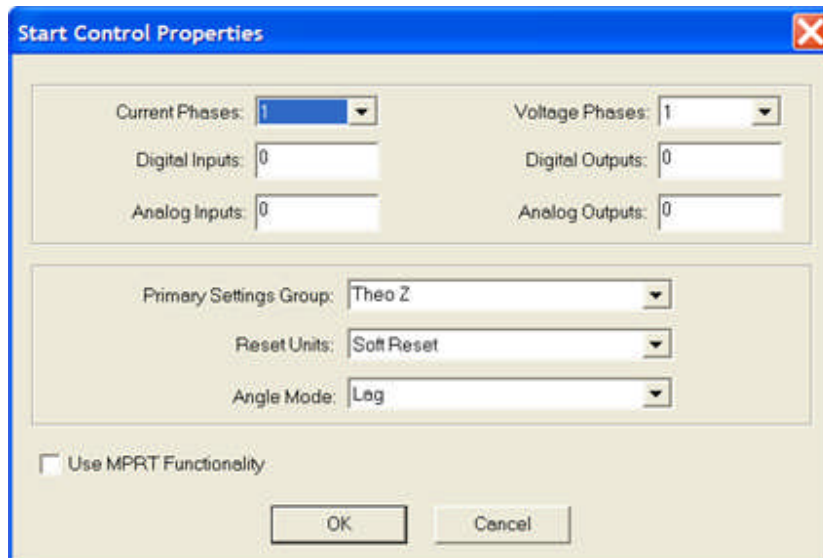 Start Control Properties
Current Phases: 1 Voltage Phases: 1
Digital Inputs: 0 Digital Outputs: 0
Analog Inputs: 0 Analog Outputs: 0
Primary Settings Group: Theo Z
Reset Units: Soft Reset
Angle Mode: Lag
Use MPRT Functionality
OK Cancel